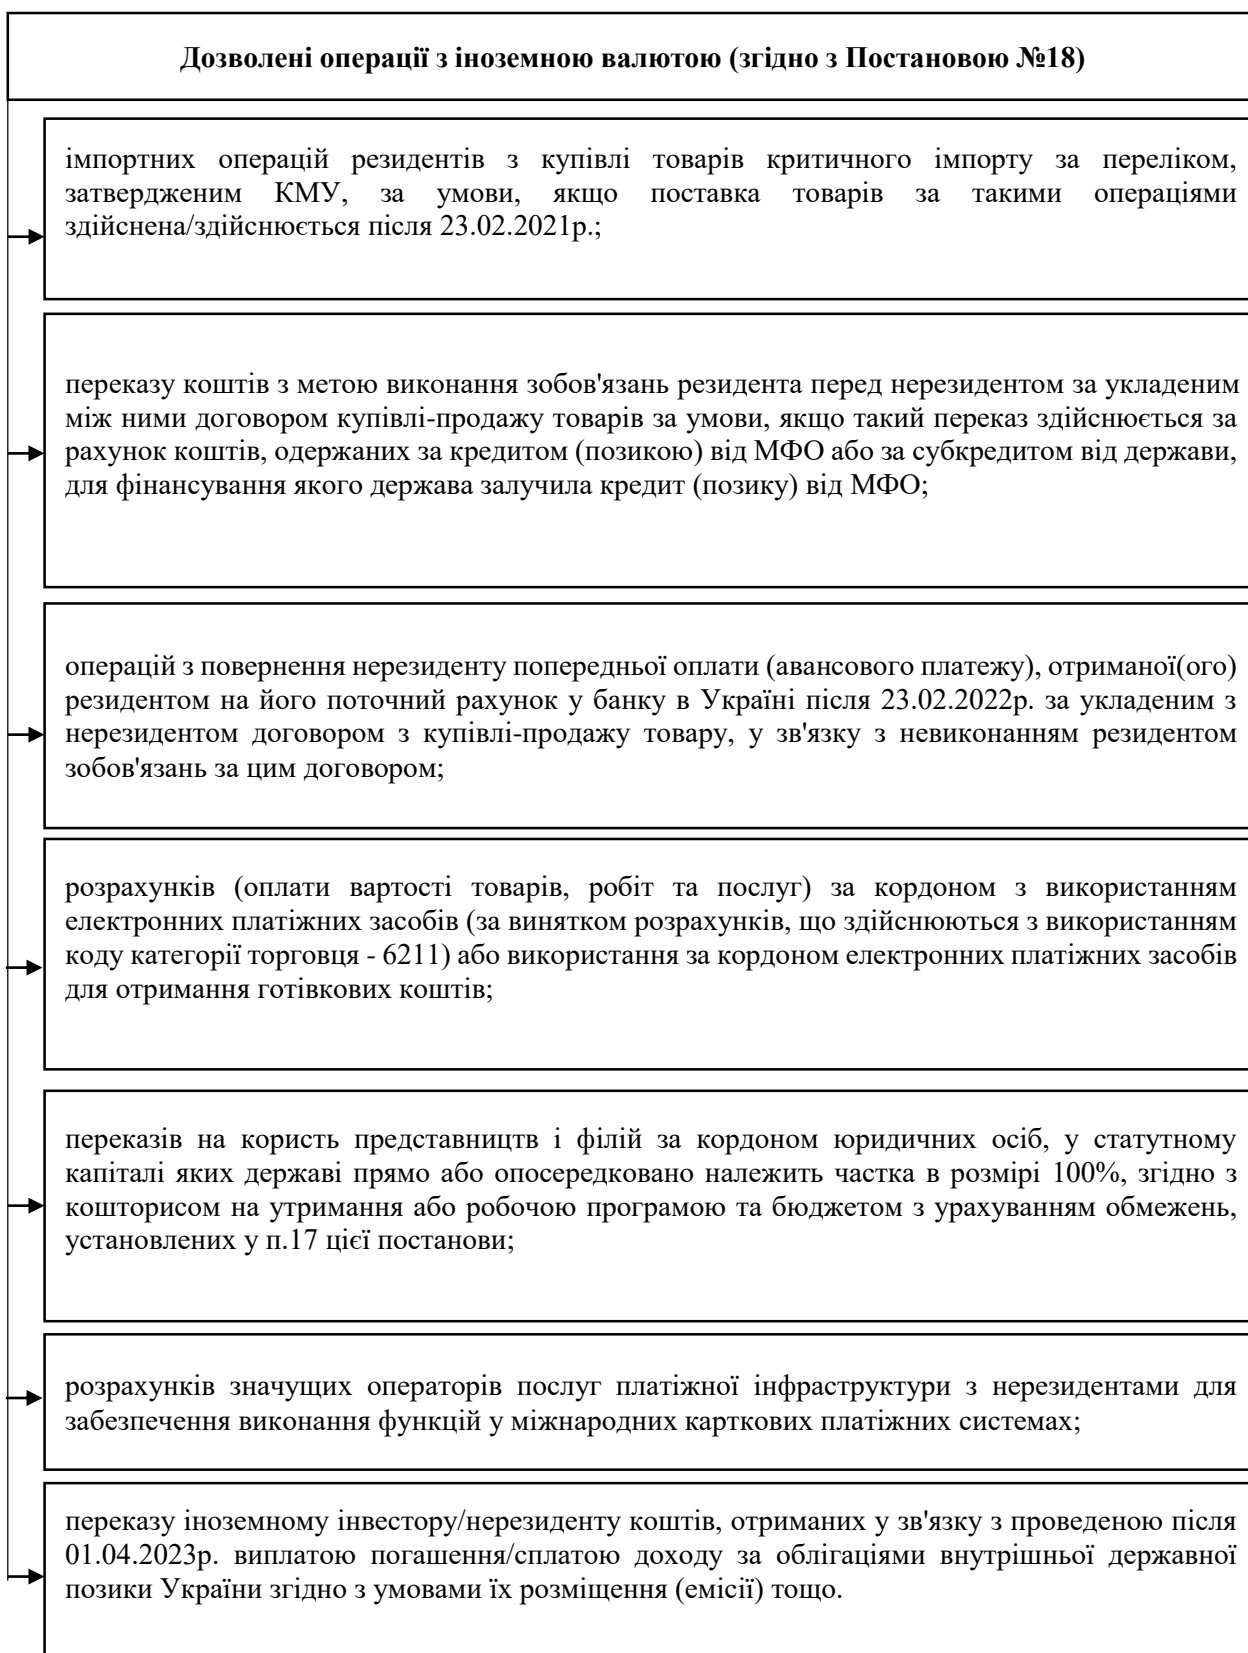 Дозволені операції з іноземною валютою (згідно з Постановою №18)
імпортних операцій резидентів з купівлі товарів критичного імпорту за переліком,
затвердженим КМУ, за умови, якщо поставка товарів за такими операціями
здійснена/здійснюється після 23.02.2021р.;
переказу коштів з метою виконання зобов'язань резидента перед нерезидентом за укладеним
між ними договором купівлі-продажу товарів за умови, якщо такий переказ здійснюється за
рахунок коштів, одержаних за кредитом (позикою) від МФО або за субкредитом від держави,
для фінансування якого держава залучила кредит (позику) від МФО;
операцій з повернення нерезиденту попередньої оплати (авансового платежу), отриманої(ого)
резидентом на його поточний рахунок у банку в Україні після 23.02.2022р. за укладеним з
нерезидентом договором з купівлі-продажу товару, у зв'язку з невиконанням резидентом
зобов'язань за цим договором;
розрахунків (оплати вартості товарів, робіт та послуг) за кордоном з використанням
електронних платіжних засобів (за винятком розрахунків, що здійснюються з використанням
коду категорії торговця - 6211) або використання за кордоном електронних платіжних засобів
для отримання готівкових коштів;
переказів на користь представництв і філій за кордоном юридичних осіб, у статутному
капіталі яких державі прямо або опосередковано належить частка в розмірі 100%, згідно з
кошторисом на утримання або робочою програмою та бюджетом з урахуванням обмежень,
установлених у п.17 цієї постанови;
розрахунків значущих операторів послуг платіжної інфраструктури з нерезидентами для
забезпечення виконання функцій у міжнародних карткових платіжних системах;
переказу іноземному інвестору/нерезиденту коштів, отриманих у зв'язку з проведеною після
01.04.2023р. виплатою погашення/сплатою доходу за облігаціями внутрішньої державної
позики України згідно з умовами їх розміщення (емісії) тощо.